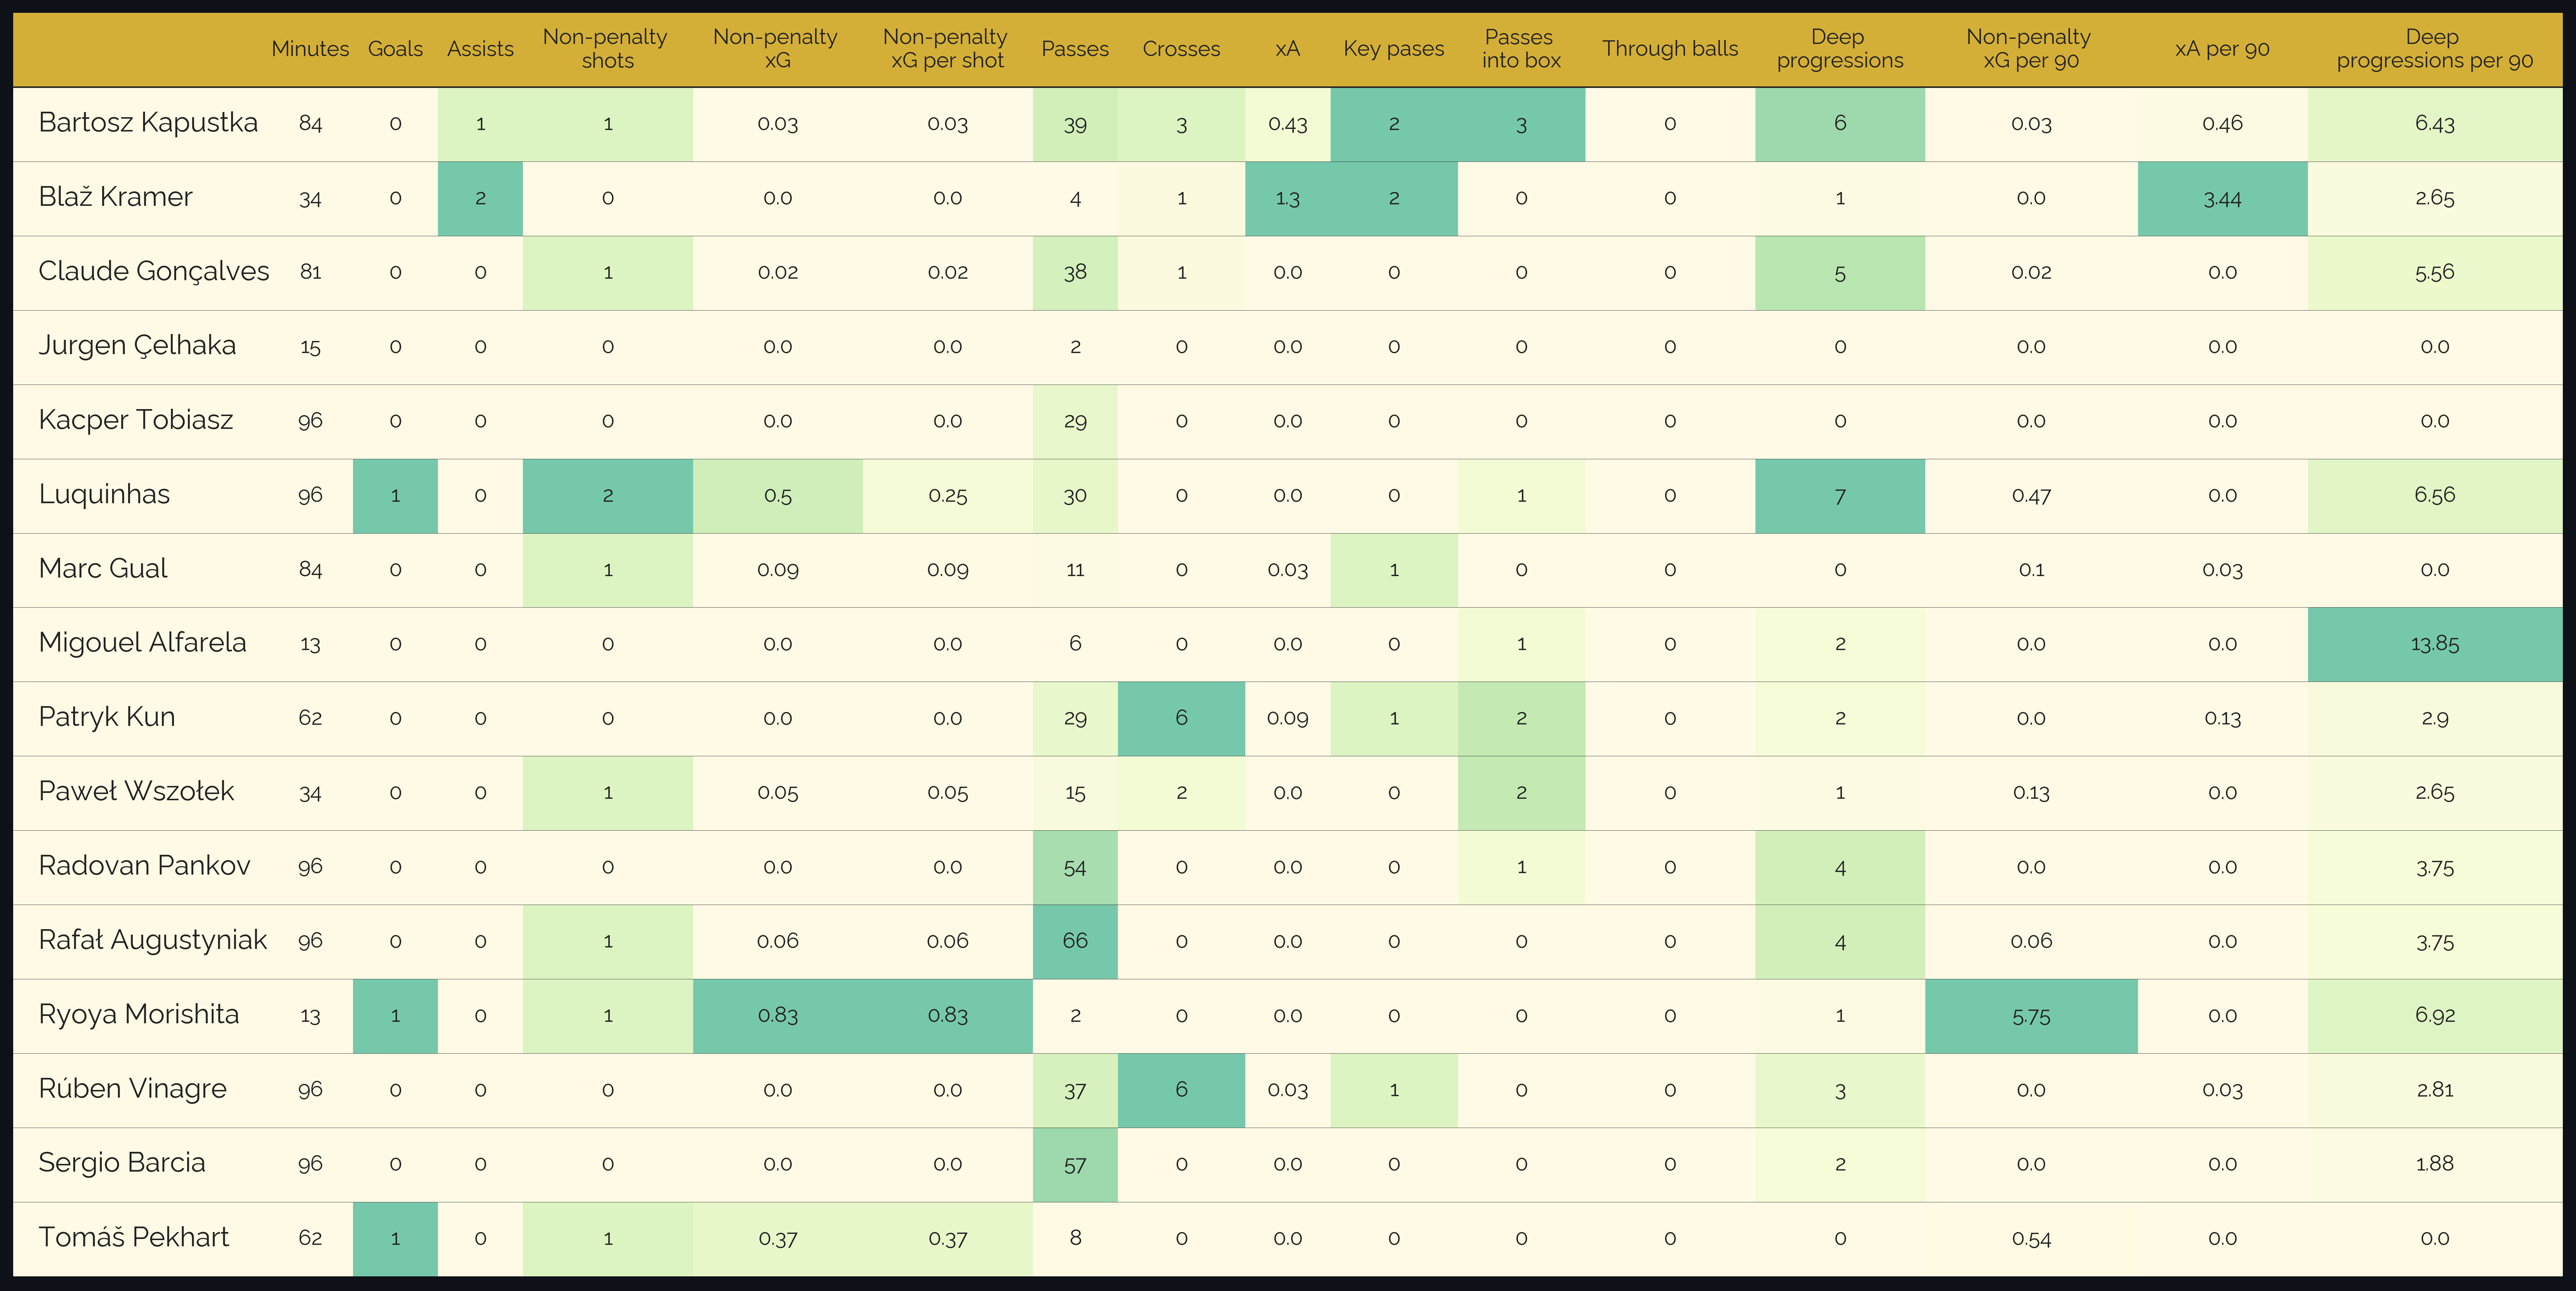 Minutes Goals Assists Non-penalty shots Non-penalty xG Non-penalty xG per shot Passes Crosses xA Key pases Passes into box Through balls Deep progressions Non-penalty xG per 90 xA per 90 Deep progressions per 90
Bartosz Kapustka 84 0 1 1 0.03 0.03 39 3 0.43 2 3 0 6 0.03 0.46 6.43
Blaž Kramer 34 0 2 0 0.0 0.0 4 1 1.3 2 0 0 1 0.0 3.44 2.65
Claude Gonçalves 81 0 0 1 0.02 0.02 38 1 0.0 0 0 0 5 0.02 0.0 5.56
Jurgen Çelhaka 15 0 0 0 0.0 0.0 2 0 0.0 0 0 0 0 0.0 0.0 0.0
Kacper Tobiasz 96 0 0 0 0.0 0.0 29 0 0.0 0 0 0 0 0.0 0.0 0.0
Luquinhas 96 1 0 2 0.5 0.25 30 0 0.0 0 1 0 7 0.47 0.0 6.56
Marc Gual 84 0 0 1 0.09 0.09 11 0 0.03 1 0 0 0 0.1 0.03 0.0
Migouel Alfarela 13 0 0 0 0.0 0.0 6 0 0.0 0 1 0 2 0.0 0.0 13.85
Patryk Kun 62 0 0 0 0.0 0.0 29 6 0.09 1 2 0 2 0.0 0.13 2.9
Paweł Wszołek 34 0 0 1 0.05 0.05 15 2 0.0 0 2 0 1 0.13 0.0 2.65
Radovan Pankov 96 0 0 0 0.0 0.0 54 0 0.0 0 1 0 4 0.0 0.0 3.75
Rafał Augustyniak 96 0 0 1 0.06 0.06 66 0 0.0 0 0 0 4 0.06 0.0 3.75
Ryoya Morishita 13 1 0 1 0.83 0.83 2 0 0.0 0 0 0 1 5.75 0.0 6.92
Rúben Vinagre 96 0 0 0 0.0 0.0 37 6 0.03 1 0 0 3 0.0 0.03 2.81
Sergio Barcia 96 0 0 0 0.0 0.0 57 0 0.0 0 0 0 2 0.0 0.0 1.88
Tomáš Pekhart 62 1 0 1 0.37 0.37 8 0 0.0 0 0 0 0 0.54 0.0 0.0